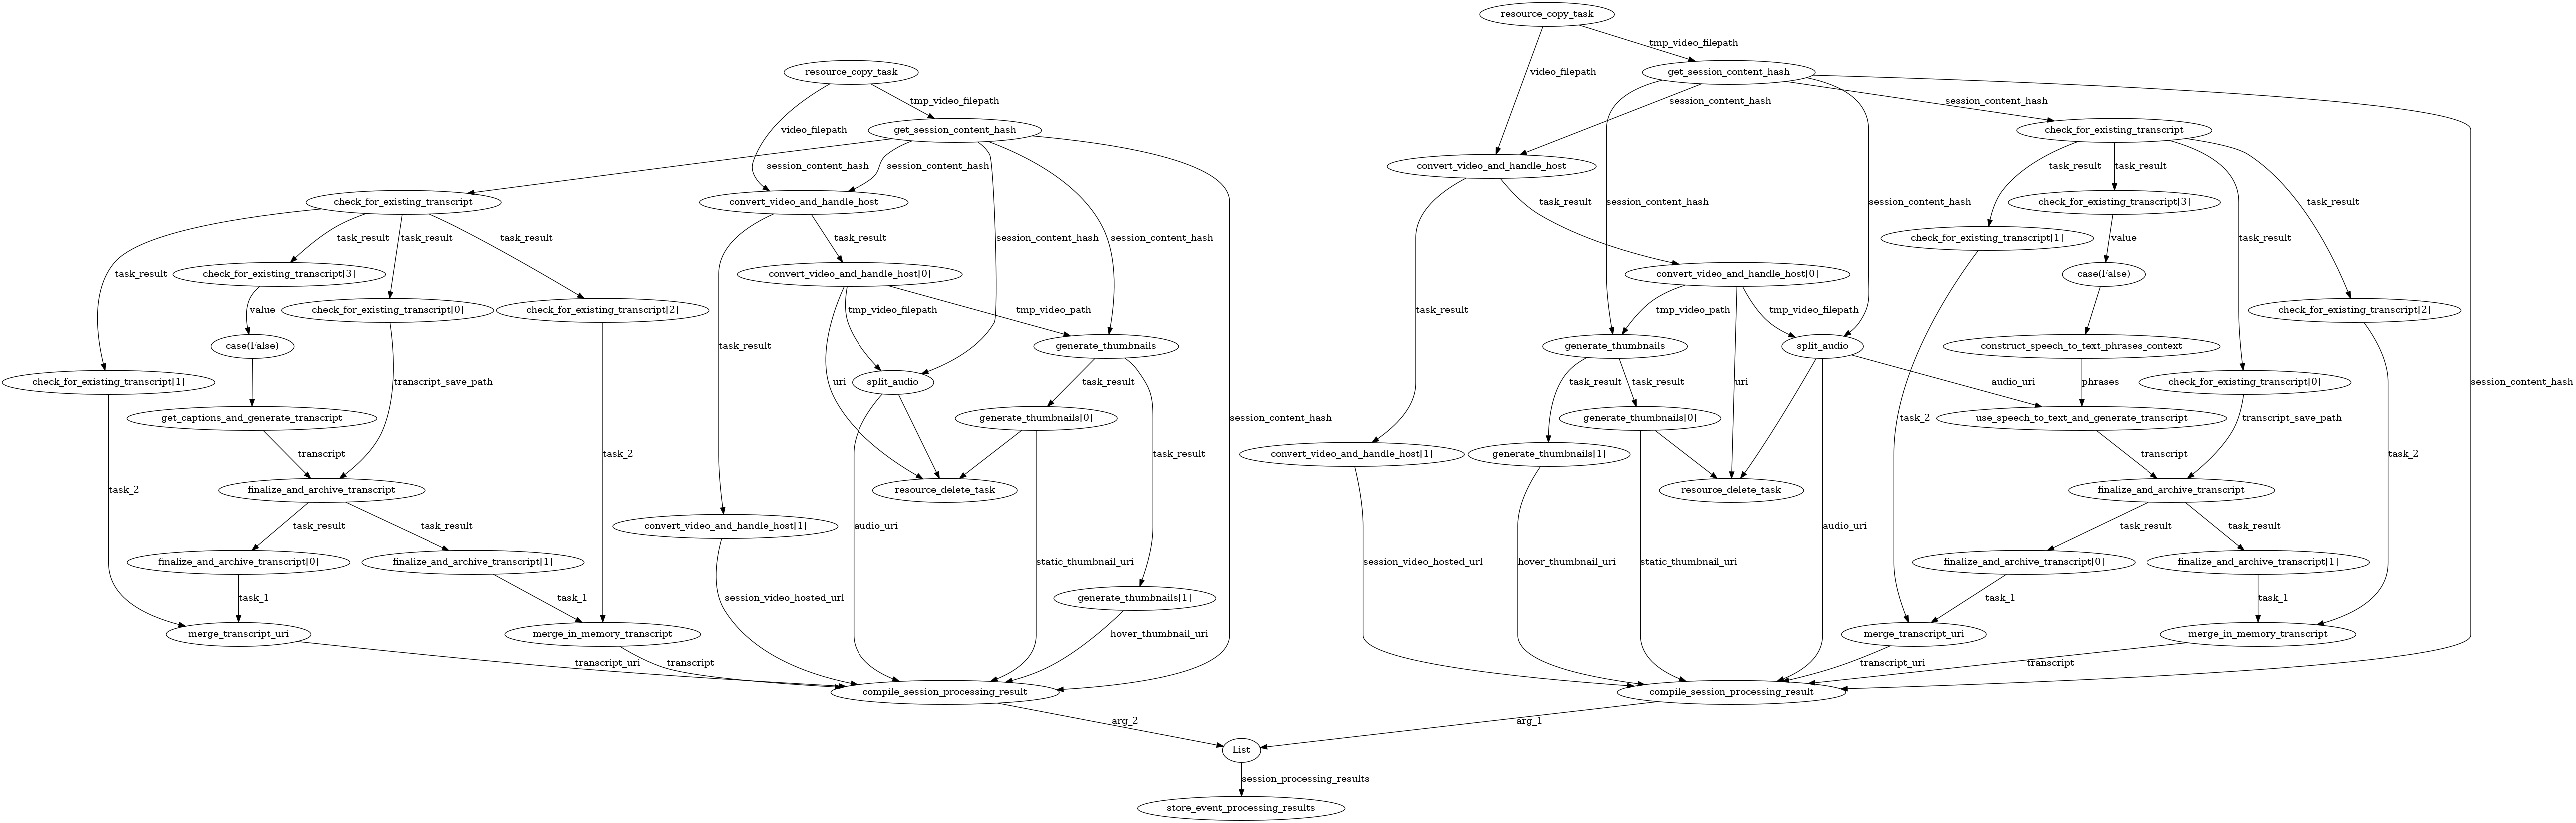 resource_copy_task
tmp_video_filepath
resource_copy_task
video_filepath
get_session_content_hash
tmp_video_filepath
session_content_hash
session_content_hash
video_filepath
get_session_content_hash
check_for_existing_transcript
session_content_hash
session_content_hash
convert_video_and_handle_host
task_result
task_result
check_for_existing_transcript
convert_video_and_handle_host
session_content_hash
task_result
session_content_hash
check_for_existing_transcript[3]
task_result
task_result
task_result
task_result
task_result
session_content_hash
session_content_hash
check_for_existing_transcript[1]
value
task_result
task_result
check_for_existing_transcript[3]
convert_video_and_handle_host[0]
convert_video_and_handle_host[0]
case(False)
value
check_for_existing_transcript[0]
check_for_existing_transcript[2]
tmp_video_filepath
tmp_video_path
task_result
tmp_video_path
tmp_video_filepath
check_for_existing_transcript[2]
case(False)
task_result
generate_thumbnails
generate_thumbnails
split_audio
construct_speech_to_text_phrases_context
check_for_existing_transcript[1]
transcript_save_path
uri
split_audio
task_result
task_result
task_result
uri
audio_uri
phrases
check_for_existing_transcript[0]
session_content_hash
get_captions_and_generate_transcript
generate_thumbnails[0]
session_content_hash
generate_thumbnails[0]
task_2
use_speech_to_text_and_generate_transcript
transcript_save_path
transcript
task_2
task_result
convert_video_and_handle_host[1]
generate_thumbnails[1]
transcript
task_2
task_2
finalize_and_archive_transcript
resource_delete_task
resource_delete_task
finalize_and_archive_transcript
task_result
task_result
convert_video_and_handle_host[1]
audio_uri
audio_uri
task_result
task_result
finalize_and_archive_transcript[0]
finalize_and_archive_transcript[1]
static_thumbnail_uri
session_video_hosted_url
hover_thumbnail_uri
static_thumbnail_uri
finalize_and_archive_transcript[0]
finalize_and_archive_transcript[1]
task_1
task_1
session_video_hosted_url
generate_thumbnails[1]
task_1
task_1
merge_transcript_uri
merge_in_memory_transcript
hover_thumbnail_uri
merge_transcript_uri
merge_in_memory_transcript
transcript_uri
transcript
transcript_uri
transcript
compile_session_processing_result
compile_session_processing_result
arg_2
arg_1
List
session_processing_results
store_event_processing_results